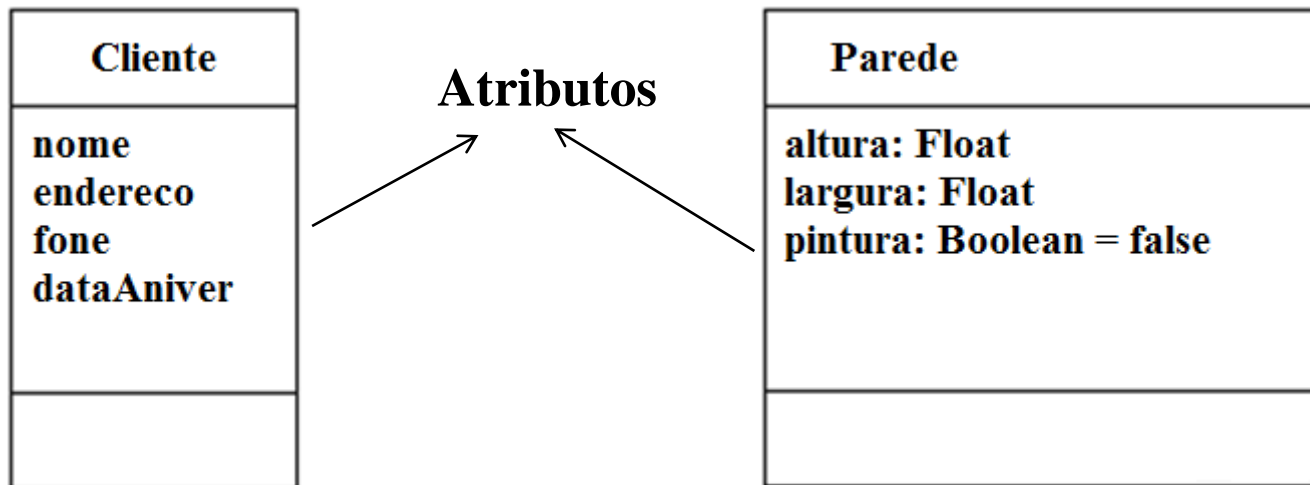 Cliente
nome
endereco
fone
dataAniver
Atributos
Parede
altura: Float
largura: Float
pintura: Boolean = false